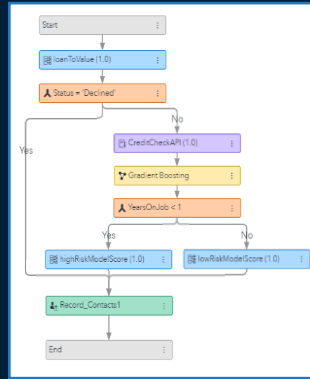 Start
loanToValue (1.0)
Status = 'Declined'
No
Yes
CreditCheckAPI (1.0)
Gradient Boosting
YearsOnJob < 1
Yes
No
highRiskModelScore (1.0)
lowRiskModelScore (1.0)
Record_Contacts1
End